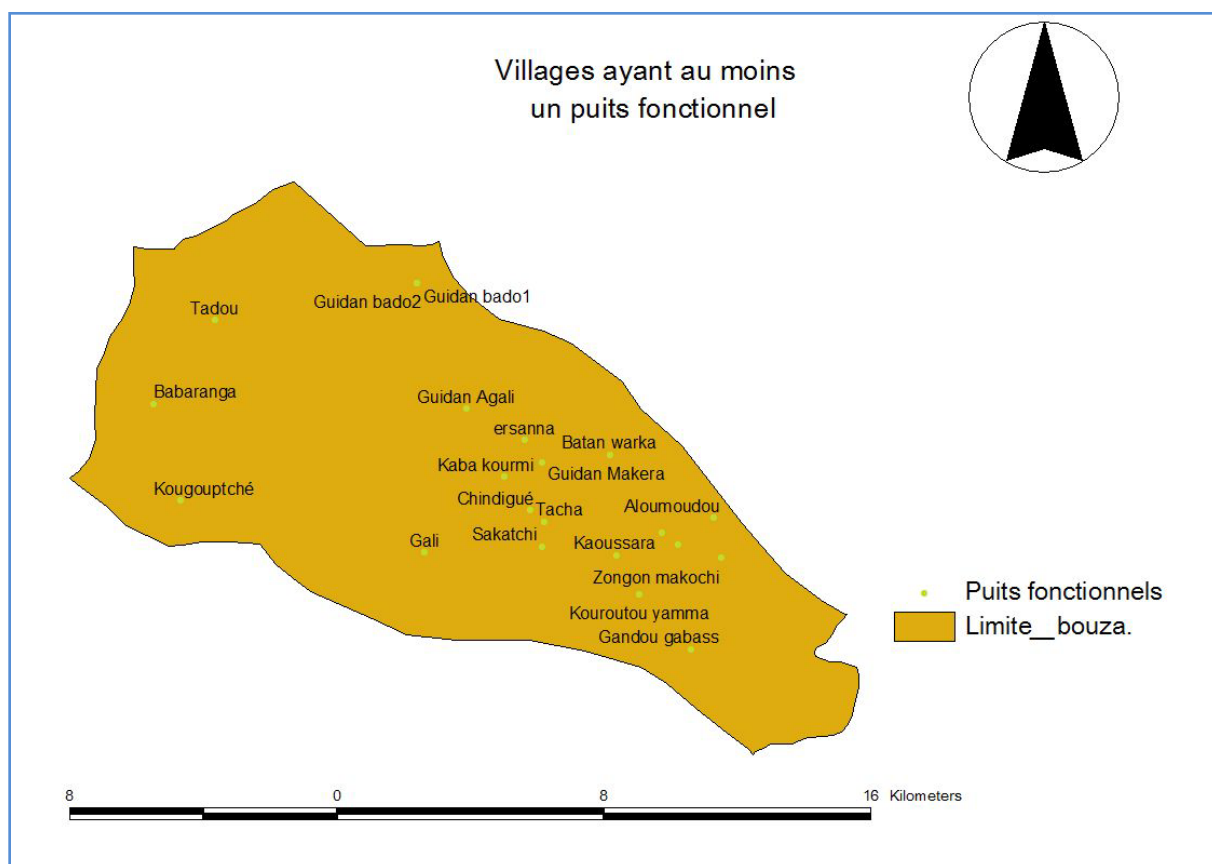 Villages ayant au moins
un puits fonctionnel
Guidan bado1
Guidan bado2
Tadou
Babaranga
Guidan Agali
ersanna
Batan warka
Kaba kourmi
Guidan Makera
Kougouptché
Chindigué
Tacha
Aloumoudou
Sakatchi
Gali
Kaoussara
Zongon makochi
Kouroutou yamma
Gandou gabass
Puits fonctionnels
Limite__bouza.
8 0 8 16 Kilometers